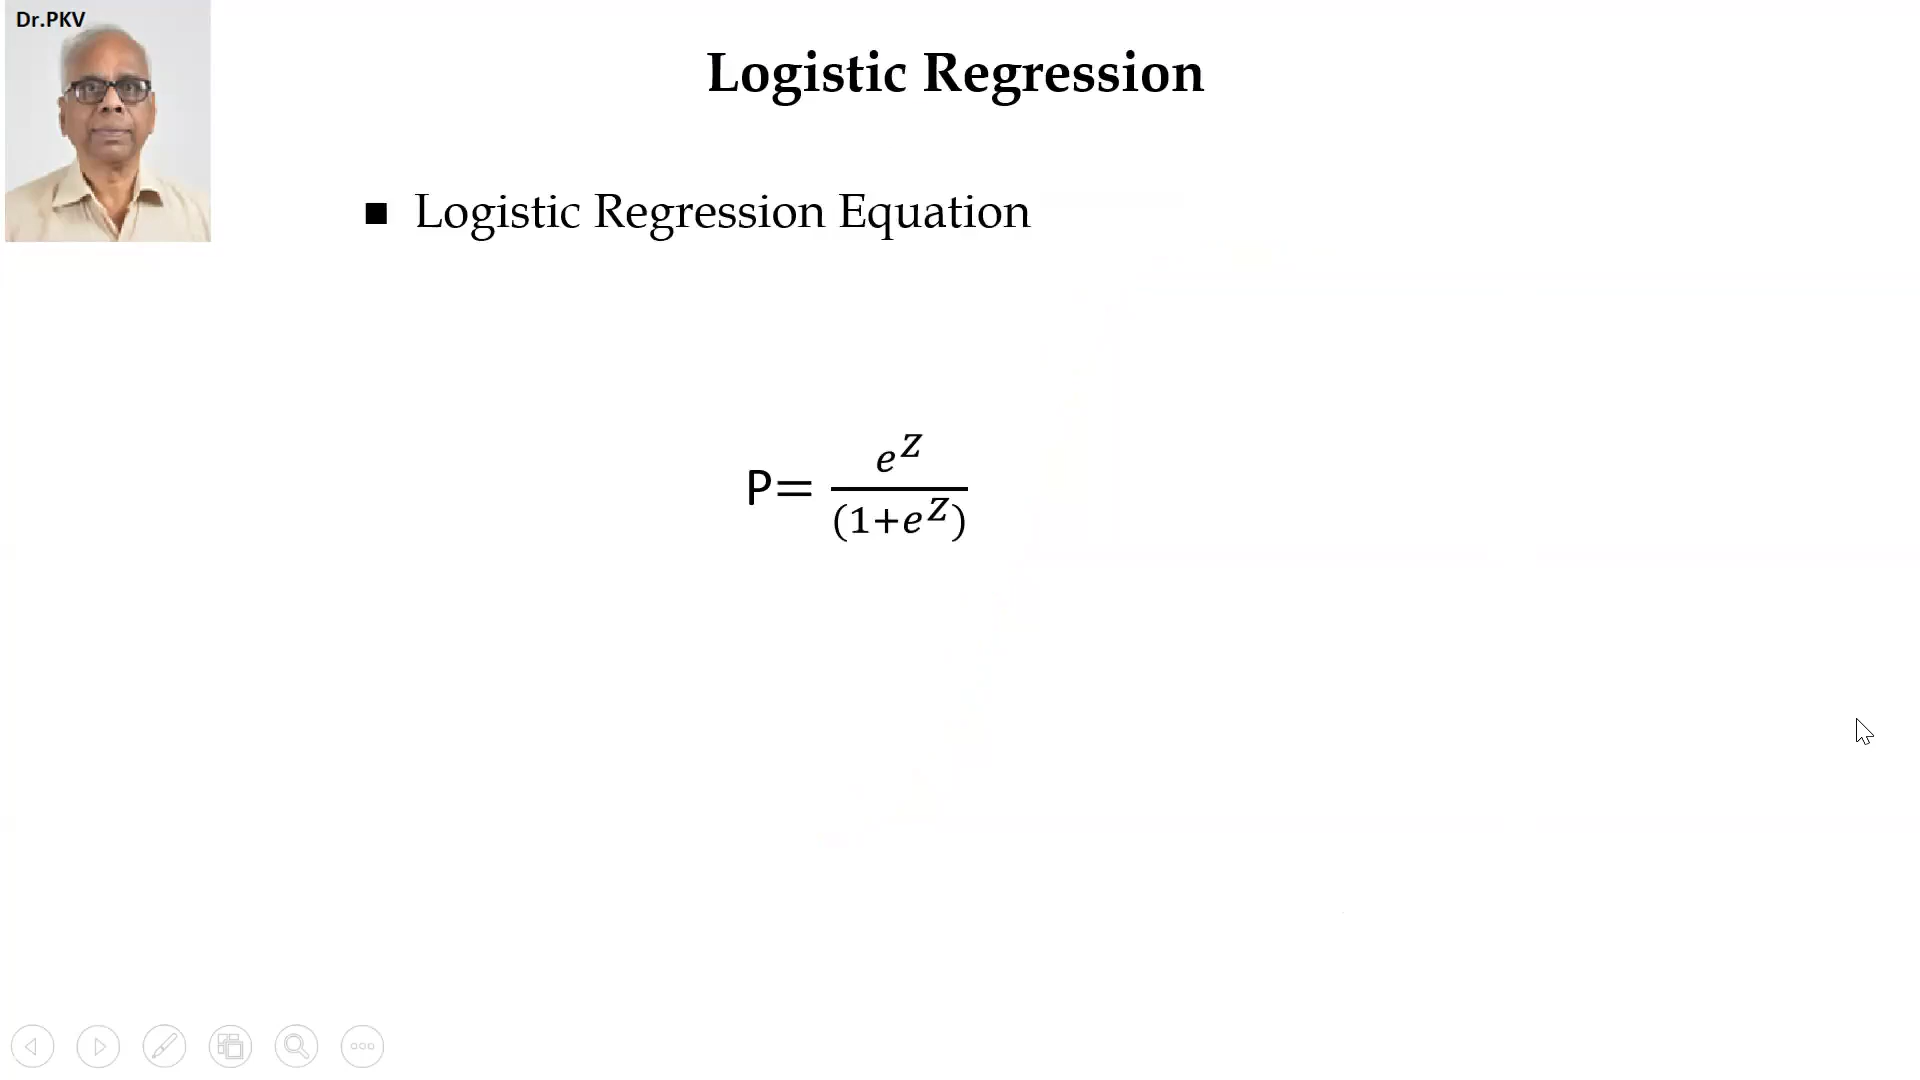 Dr.PKV
Logistic Regression
■ Logistic Regression Equation
P= e^Z / (1+e^Z)